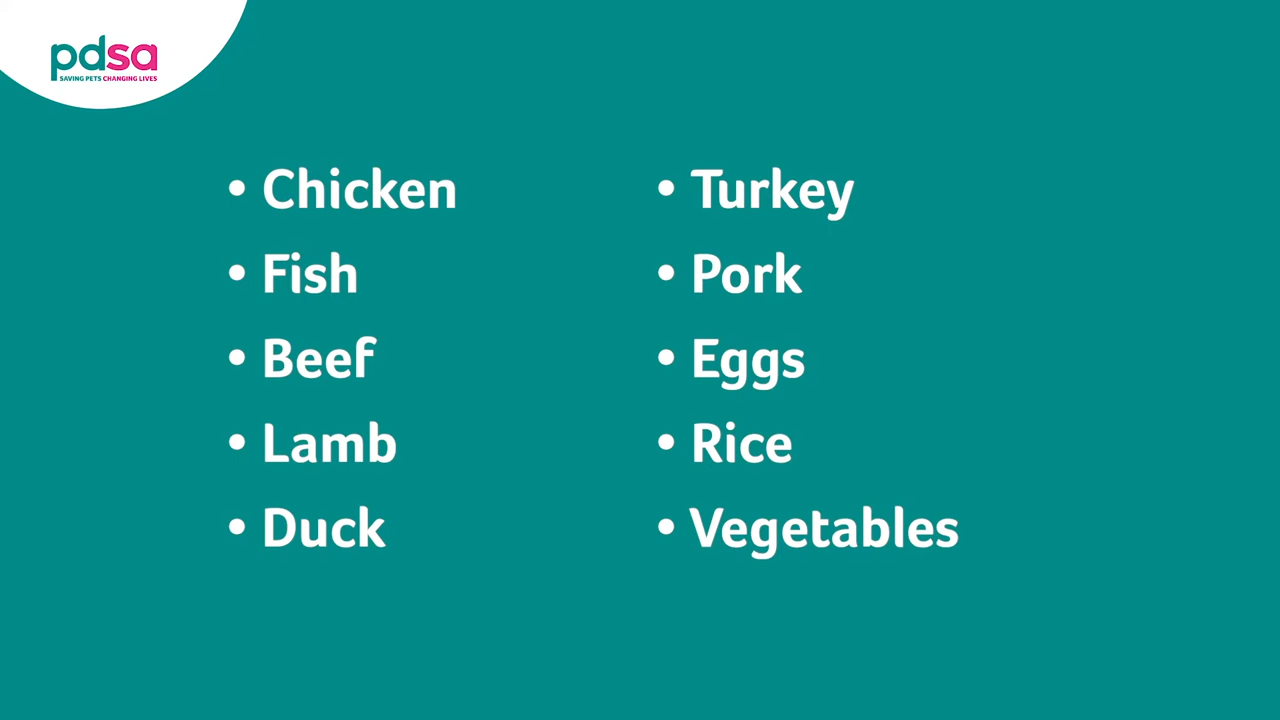 pdsa
SAVING PETS CHANGING LIVES
• Chicken
• Fish
• Beef
• Lamb
• Duck
• Turkey
• Pork
• Eggs
• Rice
• Vegetables